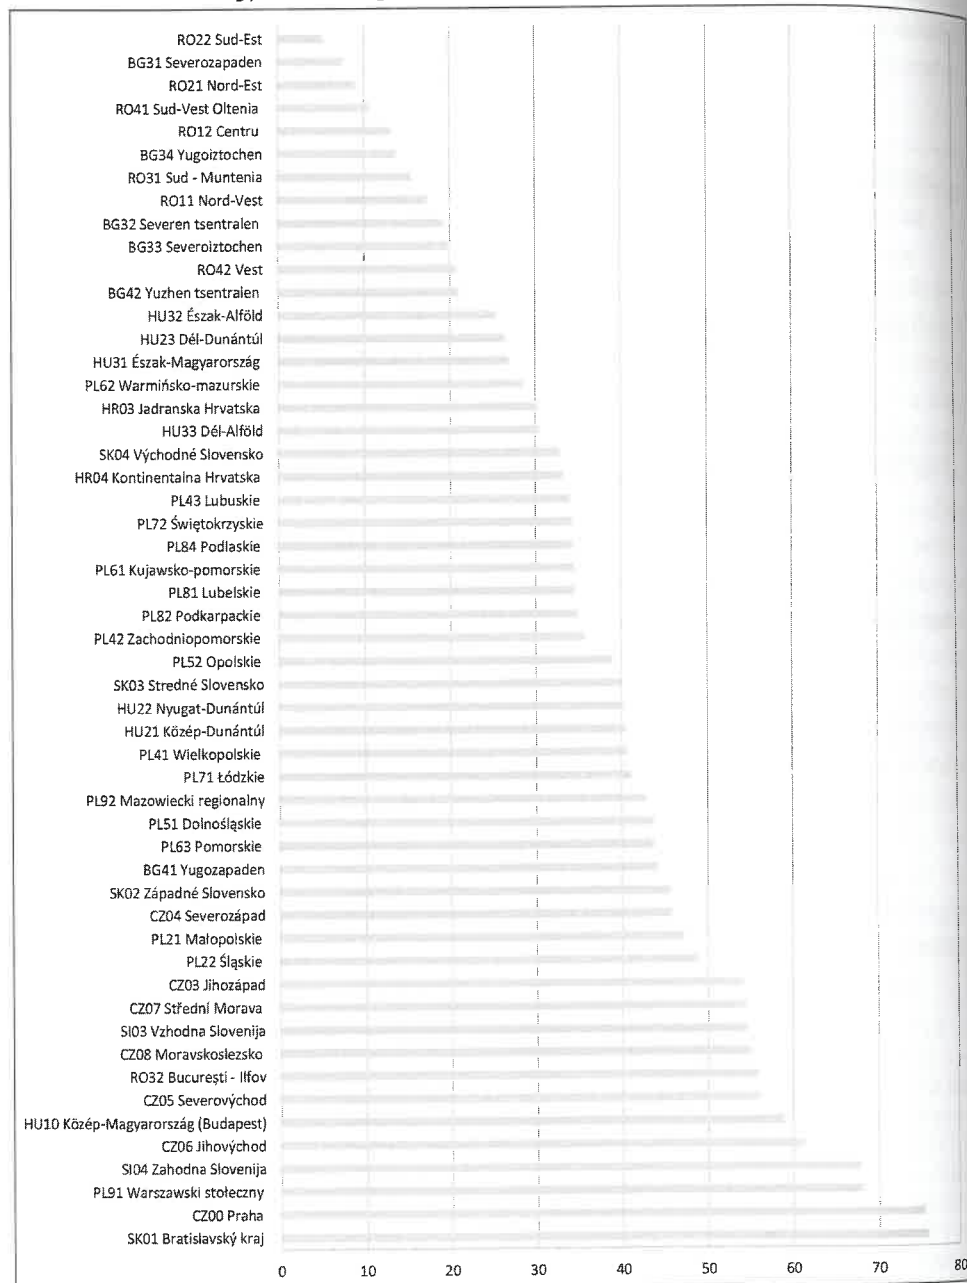 RO22 Sud-Est
BG31 Severozapaden
RO21 Nord-Est
RO41 Sud-Vest Oltenia
RO12 Centru
BG34 Yugoiztochen
RO31 Sud - Muntenia
RO11 Nord-Vest
BG32 Severen tsentralen
BG33 Severoiztochen
RO42 Vest
BG42 Yuzhen tsentralen
HU32 Észak-Alföld
HU23 Dél-Dunántúl
HU31 Észak-Magyarország
PL62 Warmińsko-mazurskie
HR03 Jadranska Hrvatska
HU33 Dél-Alföld
SK04 Východné Slovensko
HR04 Kontinentalna Hrvatska
PL43 Lubuskie
PL72 Świętokrzyskie
PL84 Podlaskie
PL61 Kujawsko-pomorskie
PL81 Lubelskie
PL82 Podkarpackie
PL42 Zachodniopomorskie
PL52 Opolskie
SK03 Stredné Slovensko
HU22 Nyugat-Dunántúl
HU21 Közép-Dunántúl
PL41 Wielkopolskie
PL71 Łódzkie
PL92 Mazowiecki regionalny
PL51 Dolnośląskie
PL63 Pomorskie
BG41 Yugozapaden
SK02 Západné Slovensko
CZ04 Severozápad
PL21 Małopolskie
PL22 Śląskie
CZ03 Jihozápad
CZ07 Střední Morava
SI03 Vzhodna Slovenija
CZ08 Moravskoslezsko
RO32 Bucureşti - Ilfov
CZ05 Severovýchod
HU10 Közép-Magyarország (Budapest)
CZ06 Jihovýchod
SI04 Zahodna Slovenija
PL91 Warszawski stołeczny
CZ00 Praha
SK01 Bratislavský kraj
0 10 20 30 40 50 60 70 80